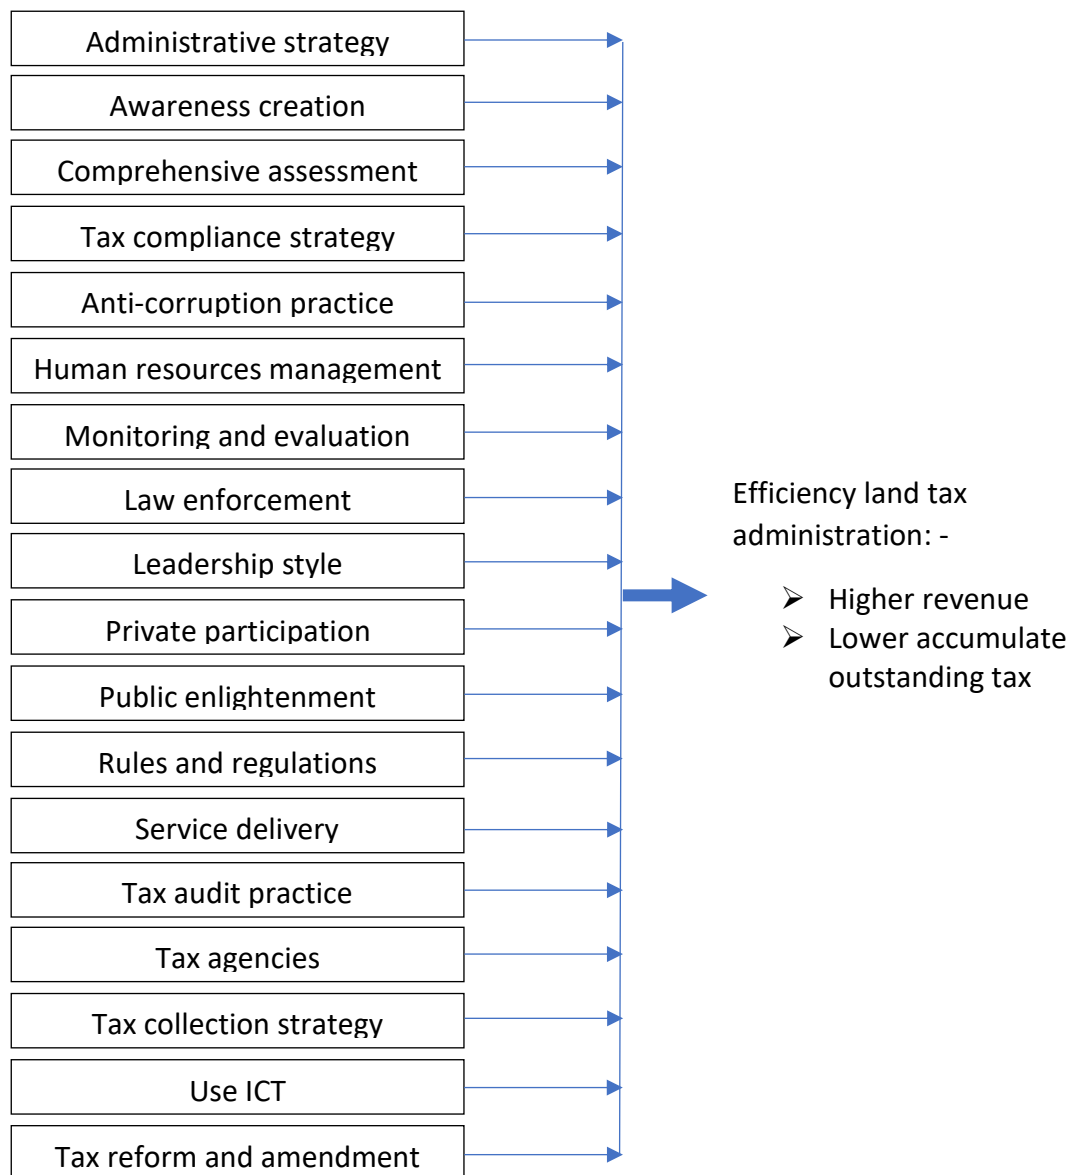 Administrative strategy
Awareness creation
Comprehensive assessment
Tax compliance strategy
Anti-corruption practice
Human resources management
Monitoring and evaluation
Law enforcement
Leadership style
Private participation
Public enlightenment
Rules and regulations
Service delivery
Tax audit practice
Tax agencies
Tax collection strategy
Use ICT
Tax reform and amendment
Efficiency land tax
administration: -
➢ Higher revenue
➢ Lower accumulate
outstanding tax